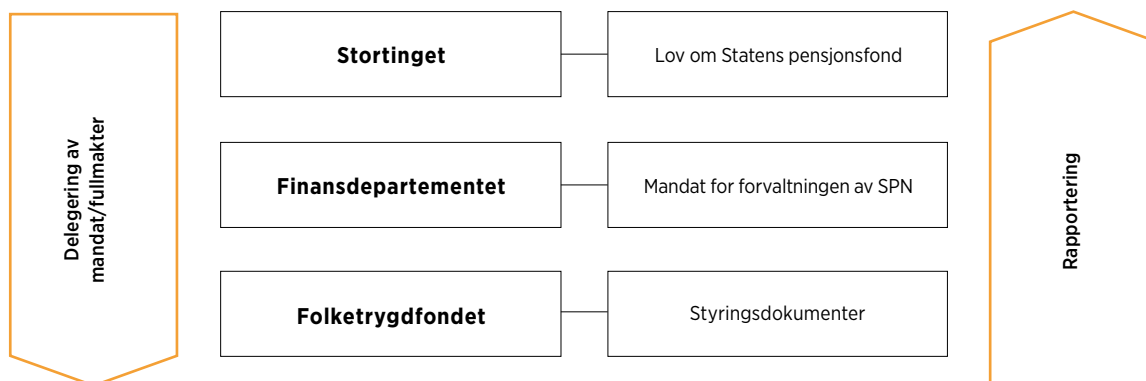 Delegering av
mandat/fullmakter
Stortinget
Lov om Statens pensjonsfond
Finansdepartementet
Mandat for forvaltningen av SPN
Folketrygdfondet
Styringsdokumenter
Rapportering